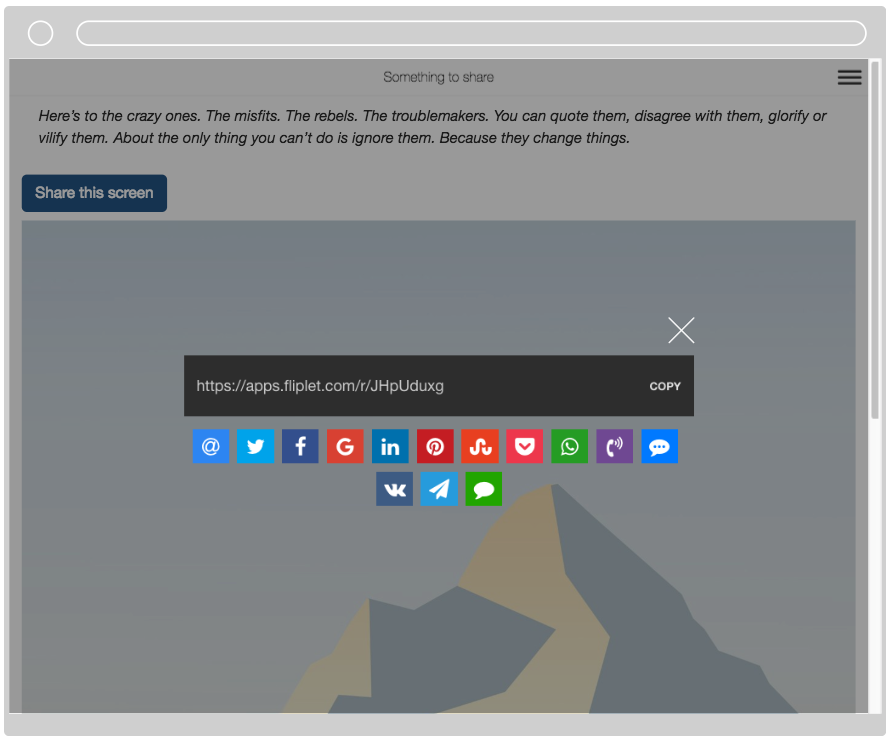 Something to share
Here’s to the crazy ones. The misfits. The rebels. The troublemakers. You can quote them, disagree with them, glorify or
vilify them. About the only thing you can’t do is ignore them. Because they change things.
Share this screen
https://apps.fliplet.com/r/JHpUduxg COPY